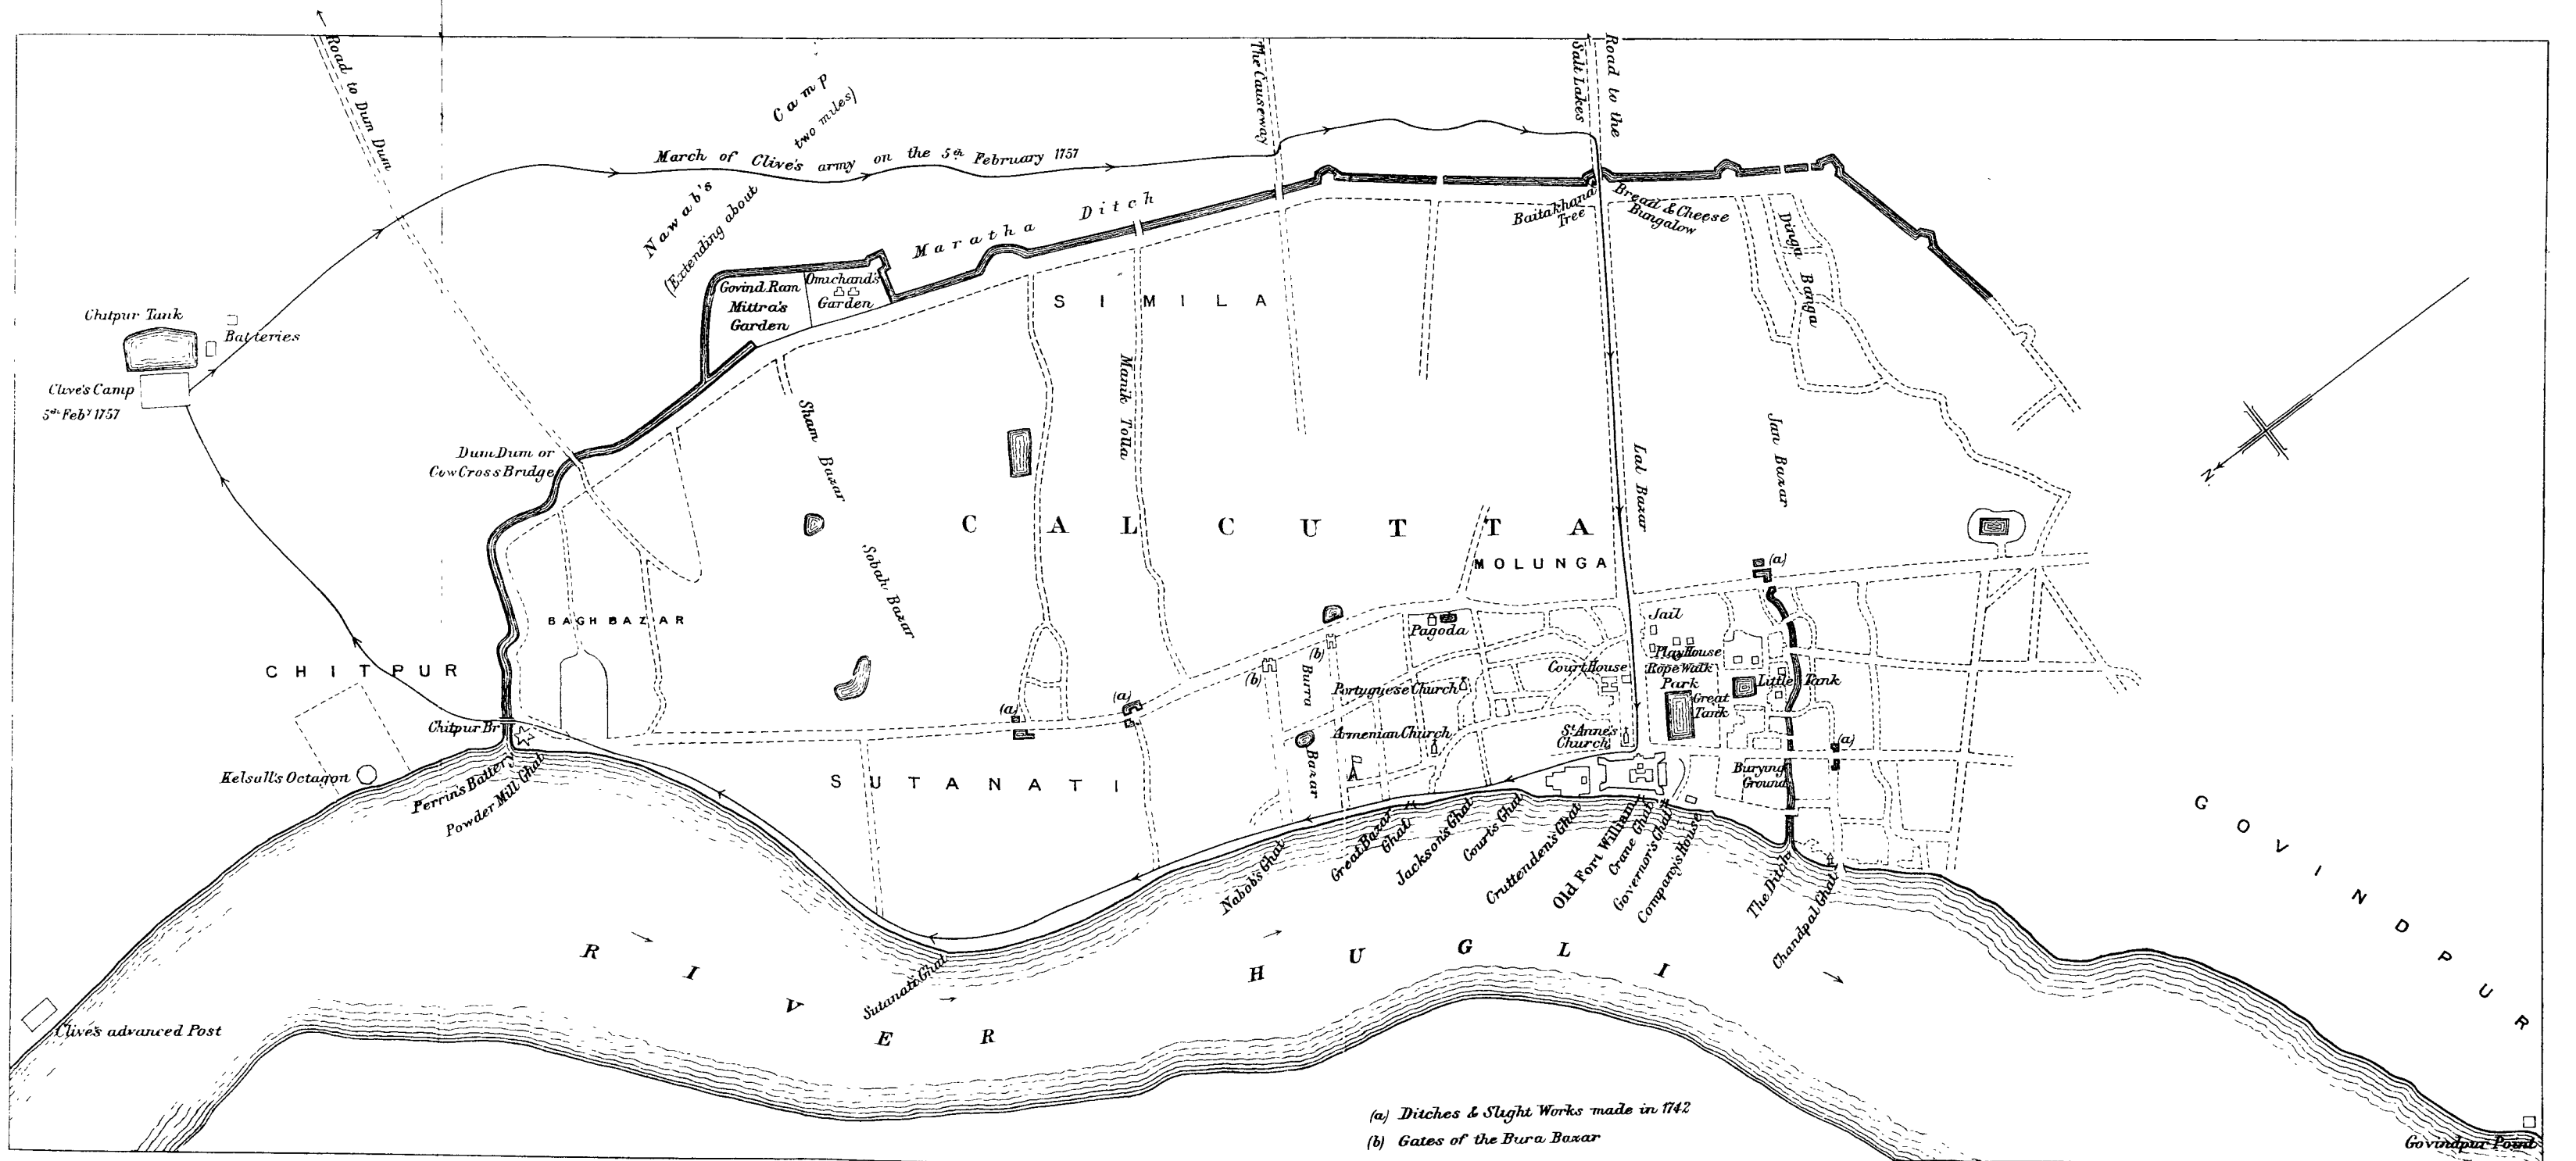 Road to Dum Dum
Nawab's Camp
(Extending about two miles)
The Causeway
Road to the
Salt Lakes
March of Clive's army on the 5th February 1757
Maratha Ditch
Baitakhana
Tree
Bread & Cheese
Bungalow
Dinga Banga
Govind Ram
Mittra's
Garden
Omichand's
Garden
SIMILA
Chitpur Tank
Batteries
Clive's Camp
5th Feby 1757
Dum Dum or
Cow Cross Bridge
Sham Bazar
Manik Tolla
Lal Bazar
Jan Bazar
N.
CALCUTTA
MOLUNGA
(a)
Sobah Bazar
BAGH BAZAR
CHITPUR
Jail
Pagoda
Play House
Court House
Rope Walk
Park
Great
Tank
Little Tank
(b)
(b)
Burra Bazar
Portuguese Church
(a)
(a)
Armenian Church
St. Anne's
Church
(a)
Burying
Ground
Chitpur Br
Kelsall's Octagon
Perrin's Battery
Powder Mill Ghat
SUTANATI
GOVINDPUR
Nabob's Ghat
Great Bazar
Ghat
Jackson's Ghat
Court's Ghat
Cruttenden's Ghat
Old Fort William
Crane Ghat
Governor's Ghat
Company's House
The Ditch
Chandpal Ghat
Sutanati Ghat
RIVER HUGLI
Clive's advanced Post
(a) Ditches & Slight Works made in 1742
(b) Gates of the Bura Bazar
Govindpur Point